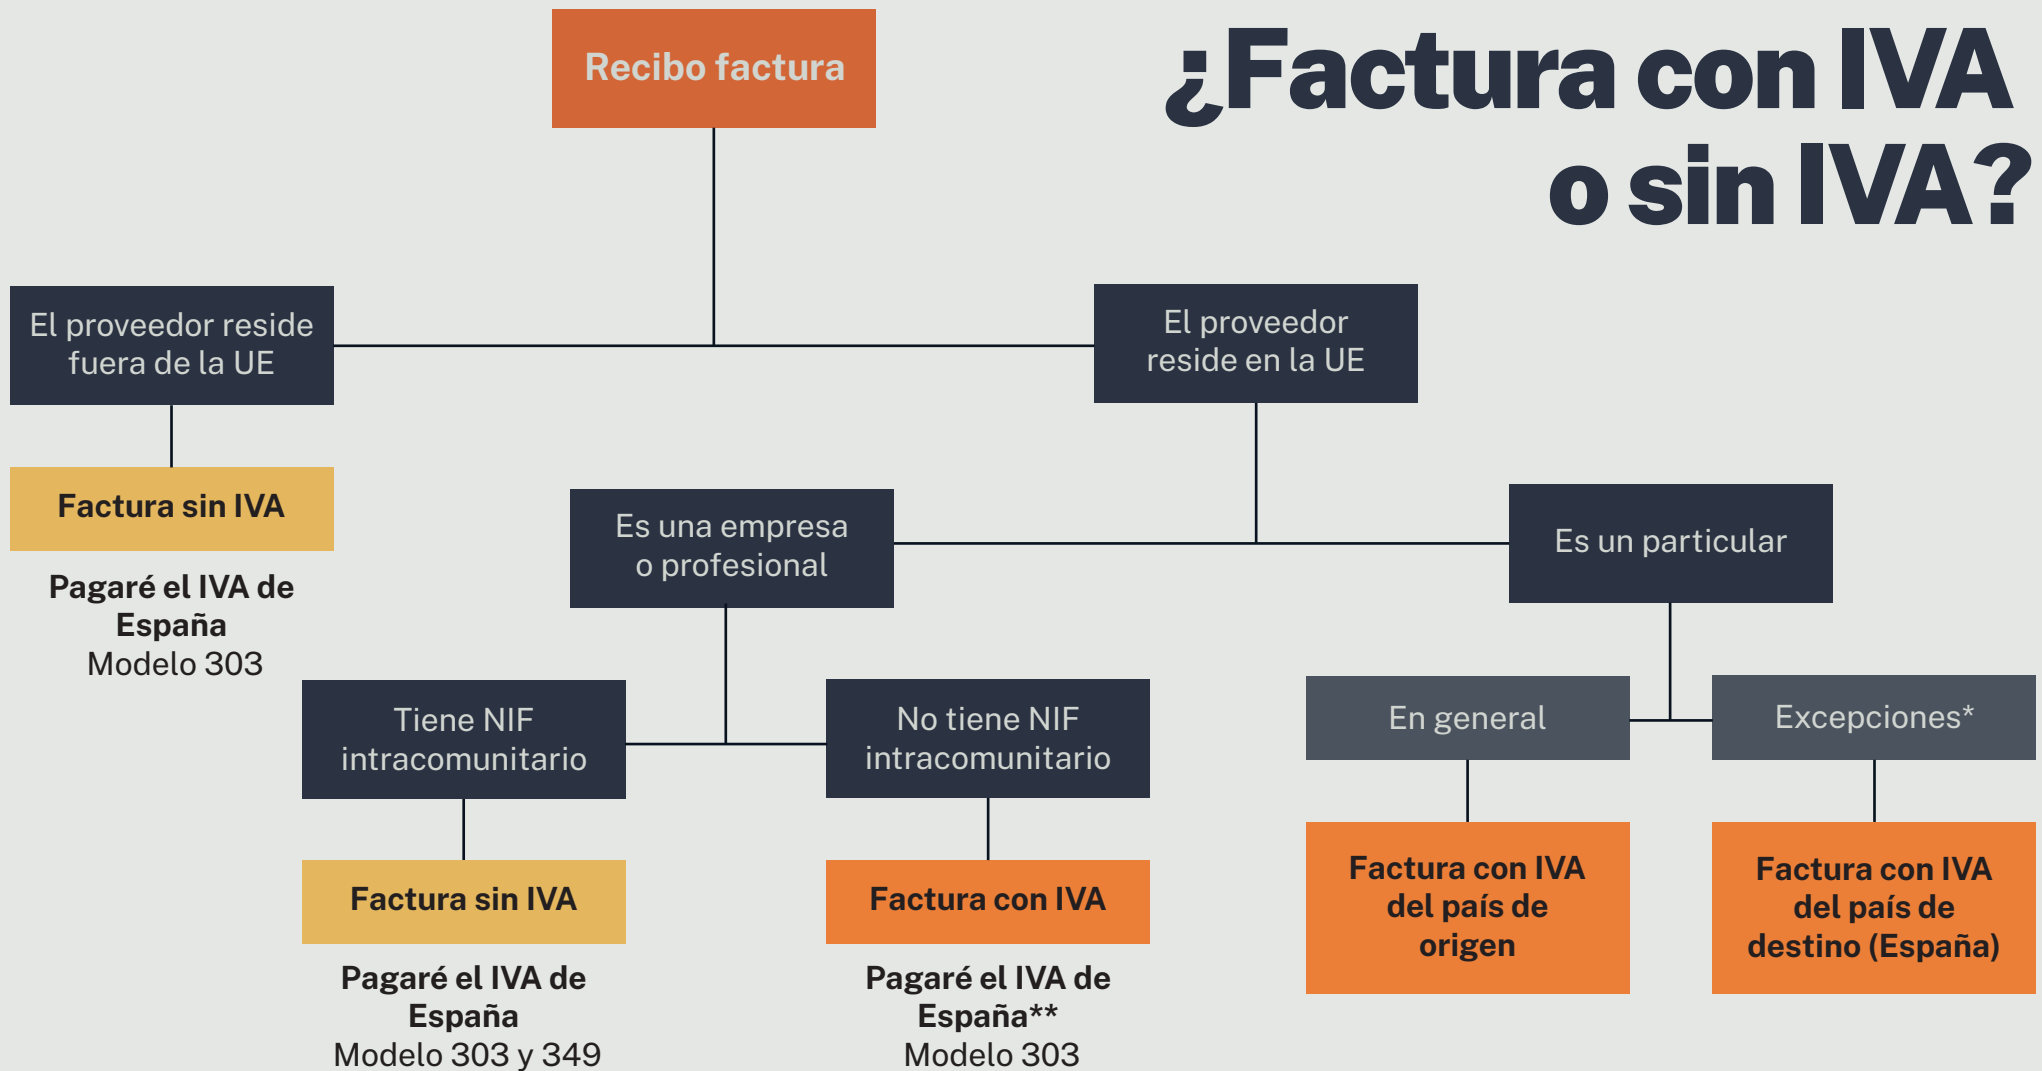 ¿Factura con IVA
o sin IVA?
Recibo factura
El proveedor reside
fuera de la UE
El proveedor
reside en la UE
Factura sin IVA
Pagaré el IVA de
España
Modelo 303
Es una empresa
o profesional
Es un particular
Tiene NIF
intracomunitario
No tiene NIF
intracomunitario
En general
Excepciones*
Factura sin IVA
Pagaré el IVA de
España
Modelo 303 y 349
Factura con IVA
Pagaré el IVA de
España**
Modelo 303
Factura con IVA
del país de
origen
Factura con IVA
del país de
destino (España)